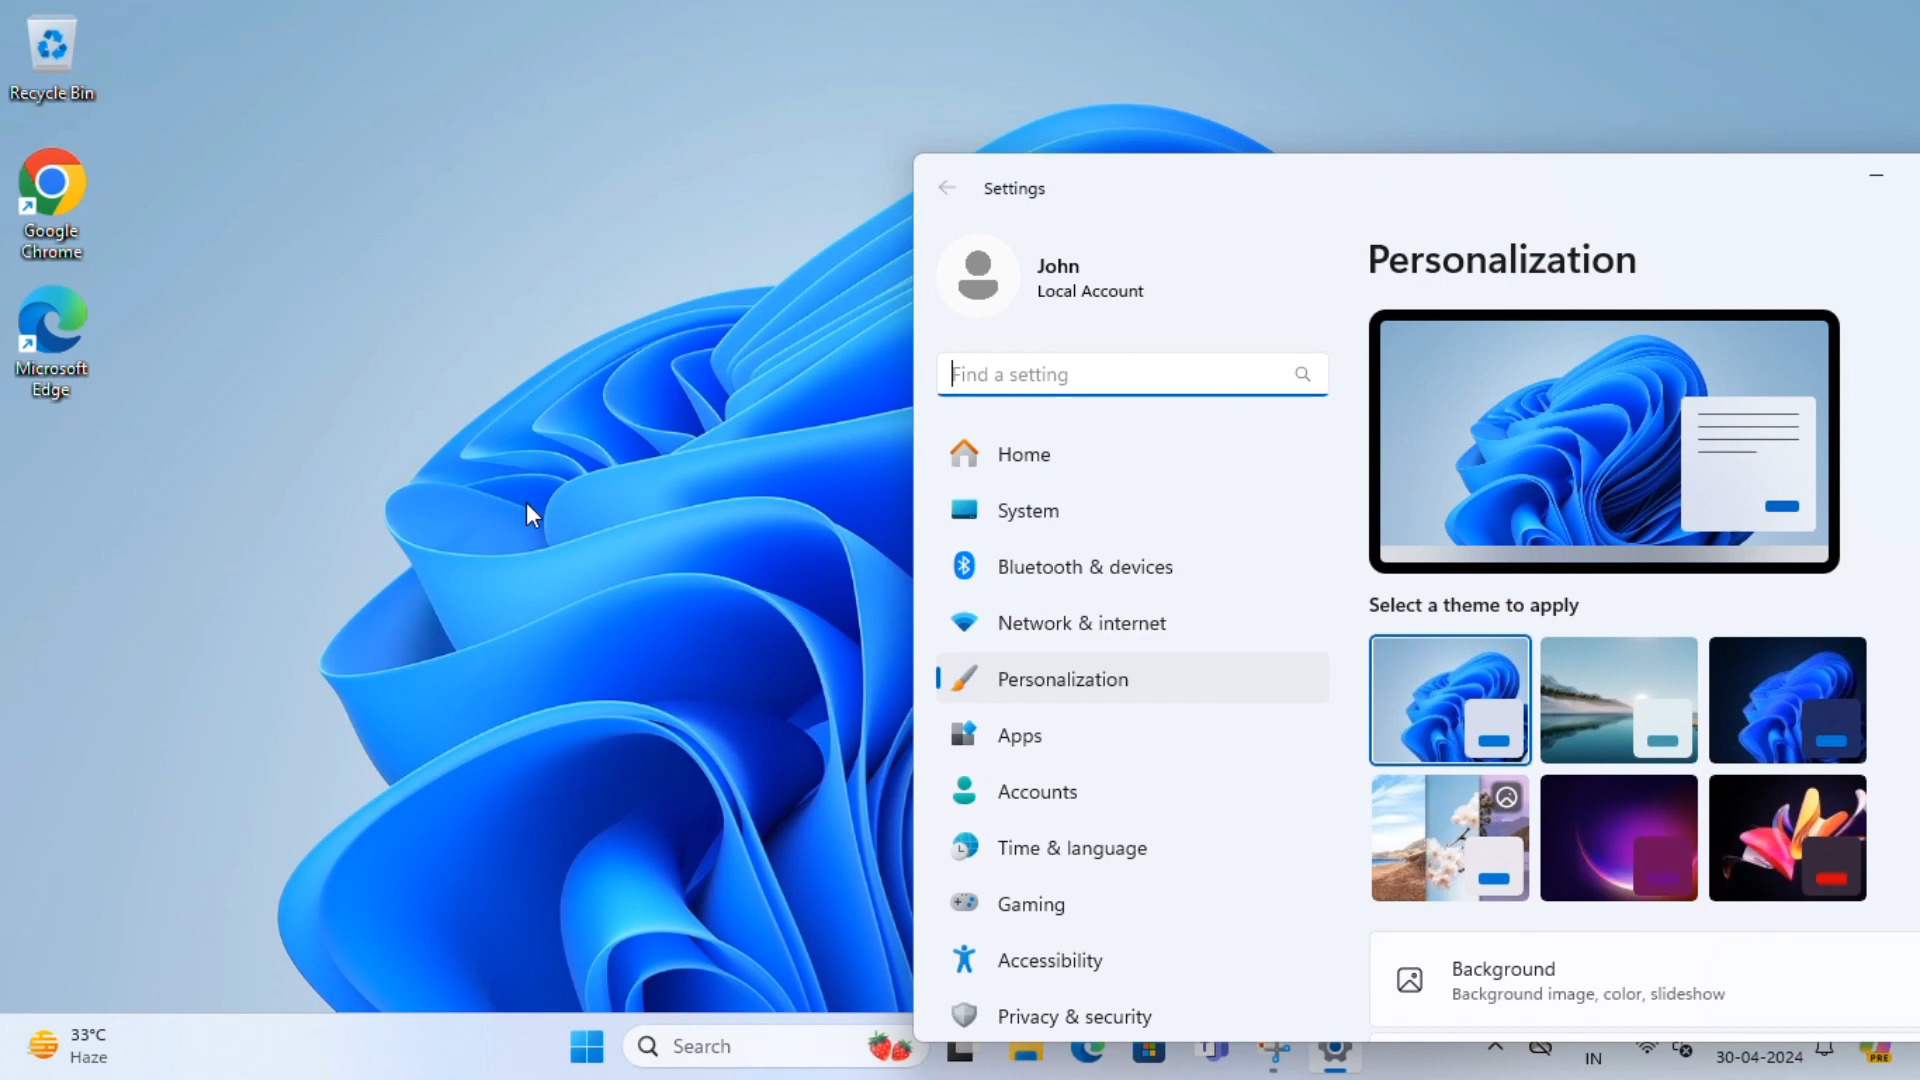 Recycle Bin
Google
Chrome
Microsoft
Edge
Settings
John
Local Account
Find a setting
Home
System
Bluetooth & devices
Network & internet
Personalization
Apps
Accounts
Time & language
Gaming
Accessibility
Privacy & security
Personalization
Select a theme to apply
Background
Background image, color, slideshow
33°C
Haze
Search
T
IN
30-04-2024
PRE